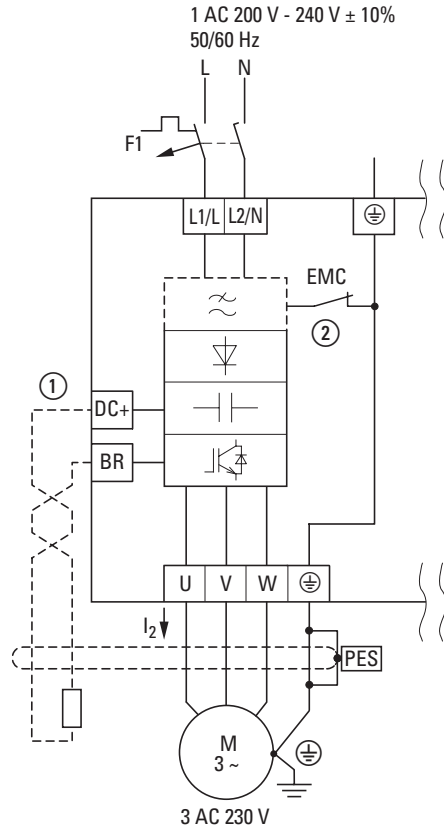 1 AC 200 V - 240 V ± 10%
50/60 Hz
L N
F1
L1/L L2/N
EMC
2
1
DC+
BR
U V W
I2
PES
M
3 ~
3 AC 230 V